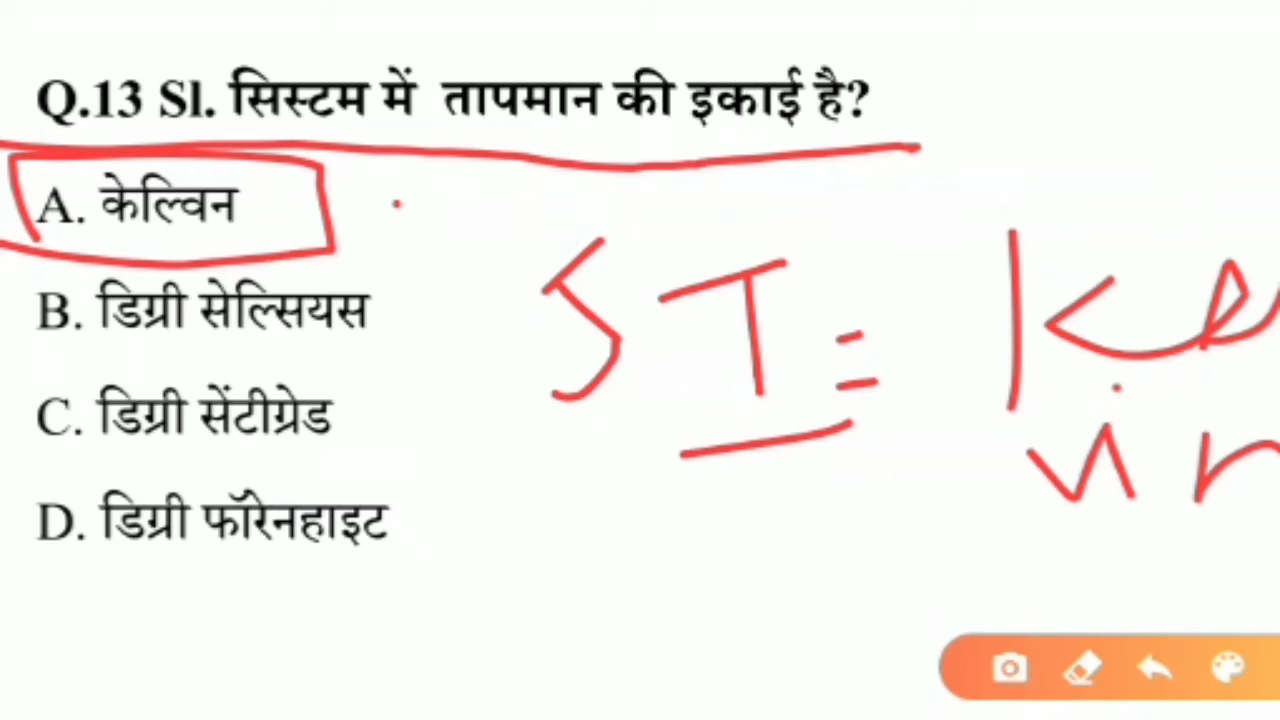 Q.13 Sl. सिस्टम में तापमान की इकाई है?
A. केल्विन
B. डिग्री सेल्सियस
C. डिग्री सेंटीग्रेड
D. डिग्री फॉरेनहाइट
SI =